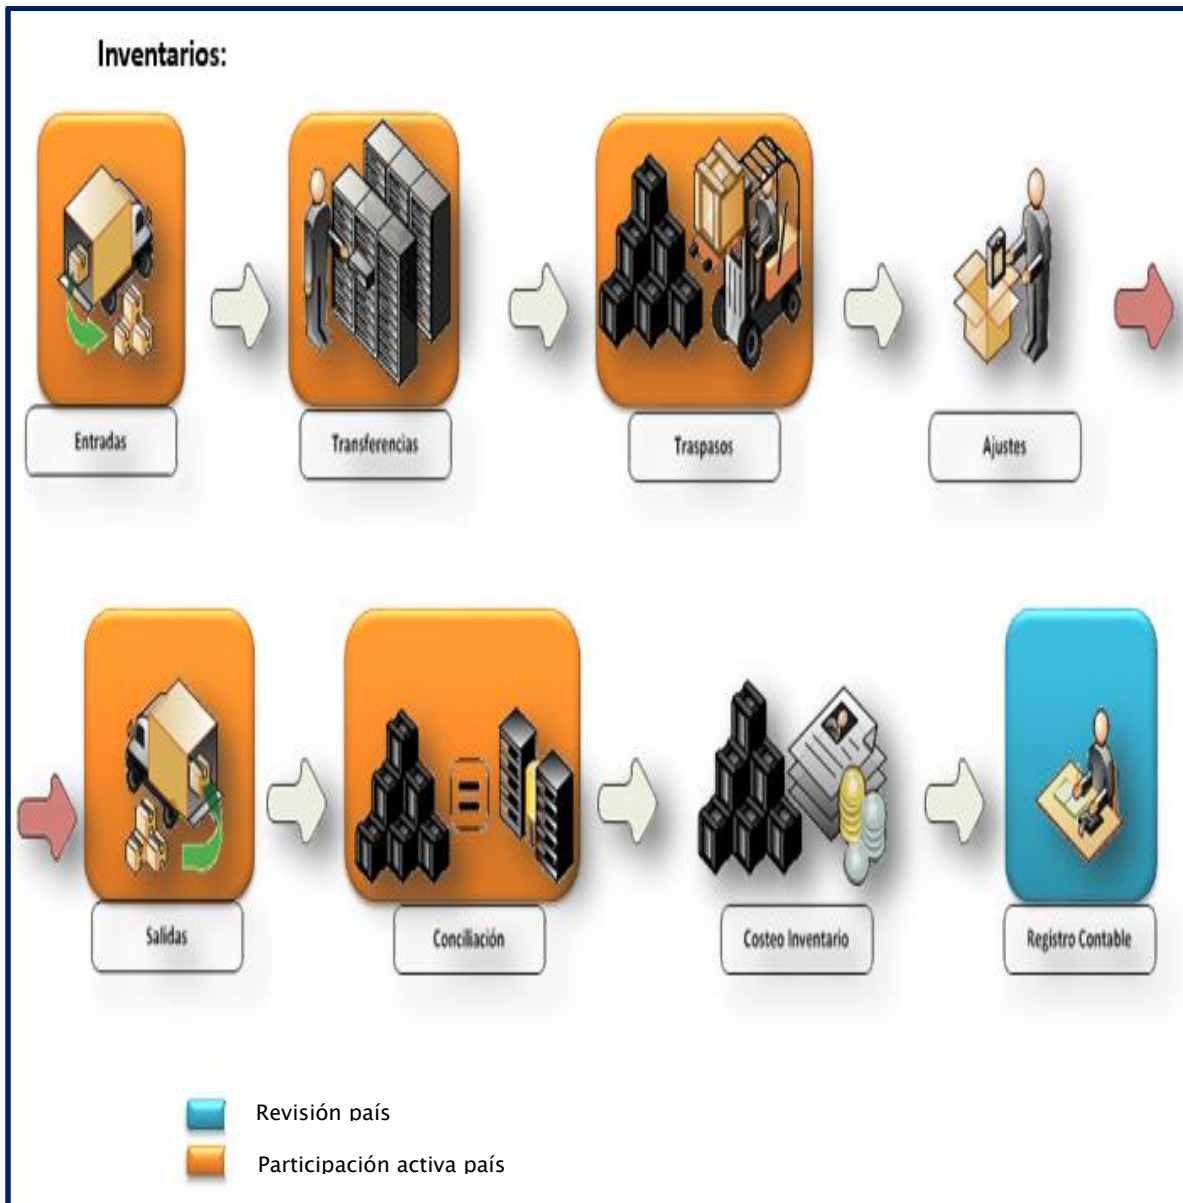 Inventarios:
Entradas
Transferencias
Traspasos
Ajustes
Salidas
Conciliación
Costeo Inventario
Registro Contable
Revisión país
Participación activa país